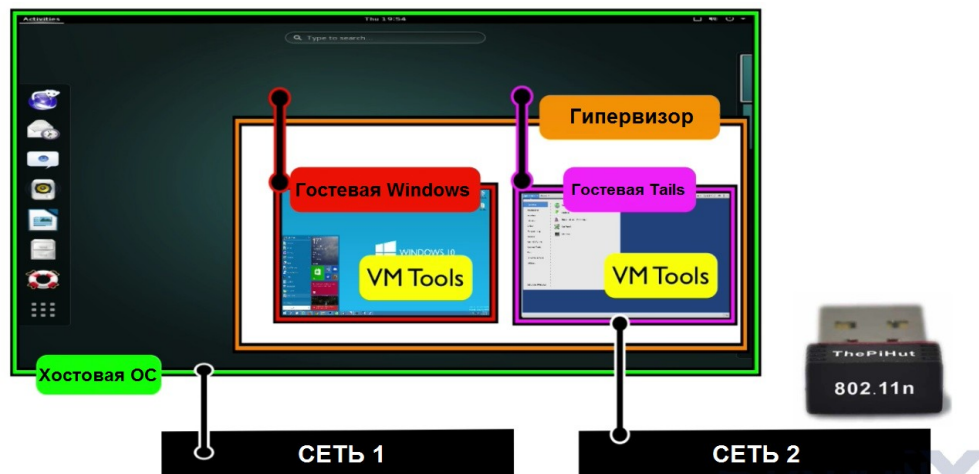 Activities
Thu 19:54
Type to search...
Гипервизор
Гостевая Windows
Гостевая Tails
WINDOWS 10
VM Tools
VM Tools
ThePiHut
802.11n
Хостовая ОС
СЕТЬ 1
СЕТЬ 2